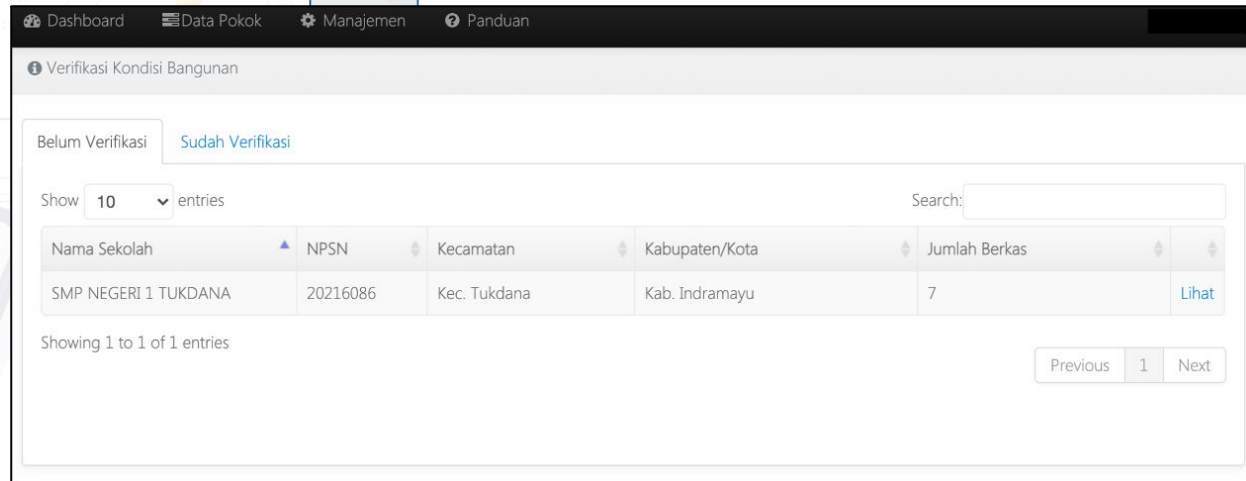 Dashboard Data Pokok Manajemen Panduan
Verifikasi Kondisi Bangunan
Belum Verifikasi Sudah Verifikasi
Show 10 entries Search:
Nama Sekolah NPSN Kecamatan Kabupaten/Kota Jumlah Berkas
SMP NEGERI 1 TUKDANA 20216086 Kec. Tukdana Kab. Indramayu 7 Lihat
Showing 1 to 1 of 1 entries
Previous 1 Next